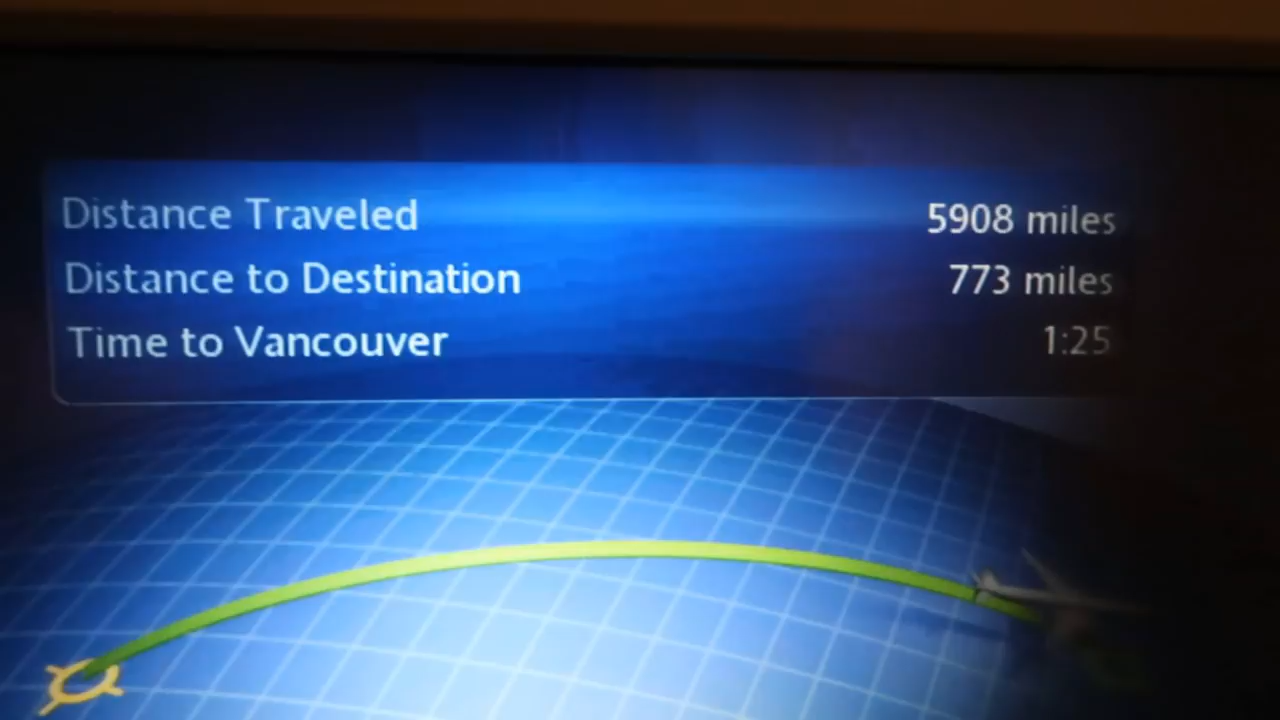 Distance Traveled 5908 miles
Distance to Destination 773 miles
Time to Vancouver 1:25